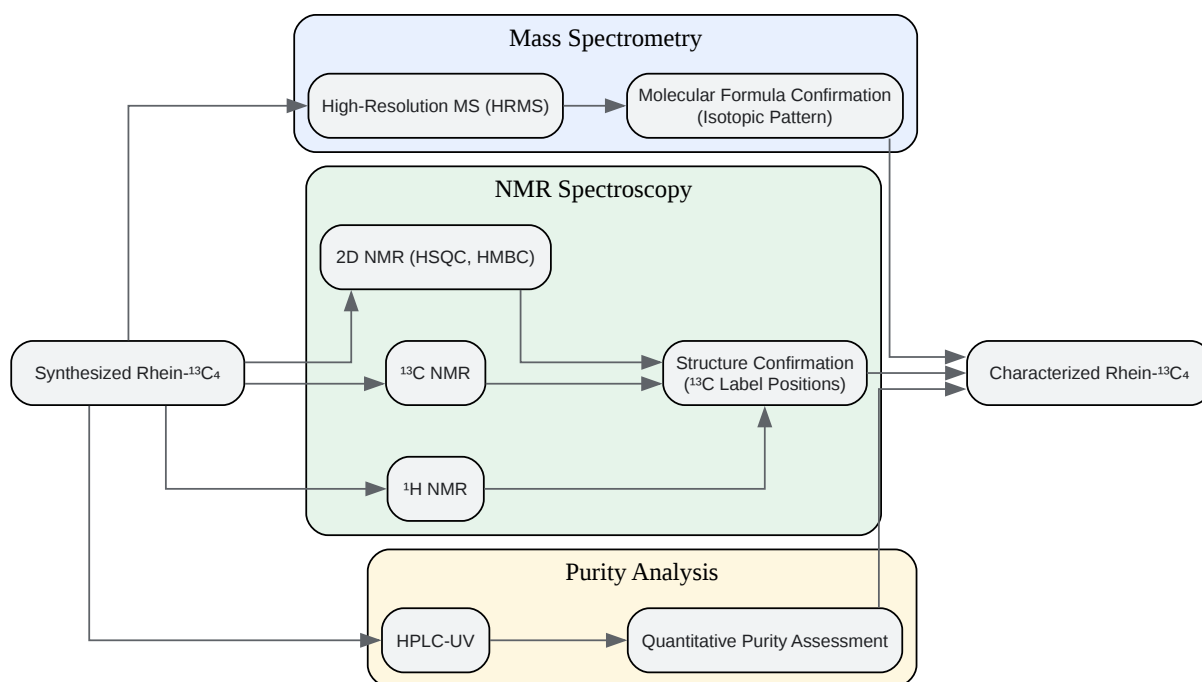 Mass Spectrometry
High-Resolution MS (HRMS)
Molecular Formula Confirmation
(Isotopic Pattern)
NMR Spectroscopy
2D NMR (HSQC, HMBC)
Synthesized Rhein-¹³C₄
¹³C NMR
Structure Confirmation
(¹³C Label Positions)
Characterized Rhein-¹³C₄
¹H NMR
Purity Analysis
HPLC-UV
Quantitative Purity Assessment